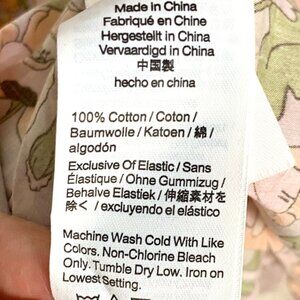 Made in China
Fabriqué en Chine
Hergestellt in China
Vervaardigd in China
中国製
hecho en china
100% Cotton / Coton /
Baumwolle / Katoen / 綿 /
algodón
Exclusive Of Elastic / Sans
Élastique / Ohne Gummizug /
Behalve Elastiek / 伸縮素材を
除く / excluyendo el elástico
Machine Wash Cold With Like
Colors. Non-Chlorine Bleach
Only. Tumble Dry Low. Iron on
Lowest Setting.